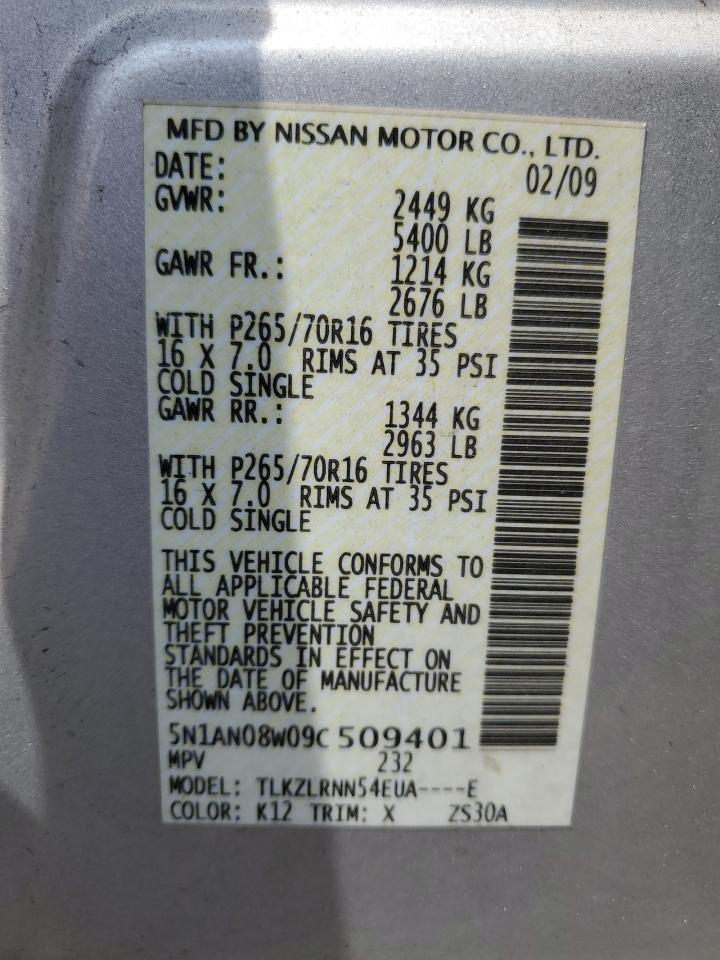 MFD BY NISSAN MOTOR CO., LTD.
DATE: 02/09
GVWR: 2449 KG
5400 LB
GAWR FR.: 1214 KG
2676 LB
WITH P265/70R16 TIRES
16 X 7.0 RIMS AT 35 PSI
COLD SINGLE
GAWR RR.: 1344 KG
2963 LB
WITH P265/70R16 TIRES
16 X 7.0 RIMS AT 35 PSI
COLD SINGLE
THIS VEHICLE CONFORMS TO
ALL APPLICABLE FEDERAL
MOTOR VEHICLE SAFETY AND
THEFT PREVENTION
STANDARDS IN EFFECT ON
THE DATE OF MANUFACTURE
SHOWN ABOVE.
5N1AN08W09C 509401
MPV 232
MODEL: TLKZLRNN54EUA----E
COLOR: K12 TRIM: X ZS30A